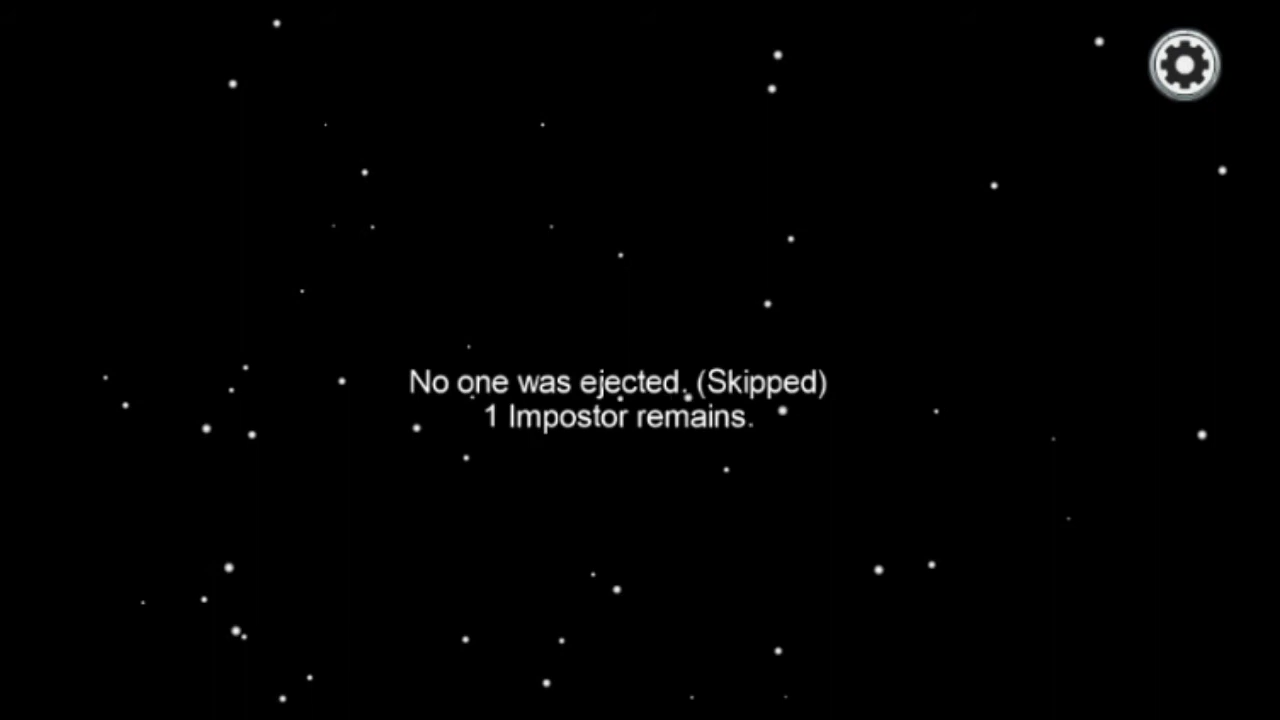 No one was ejected. (Skipped)
1 Impostor remains.